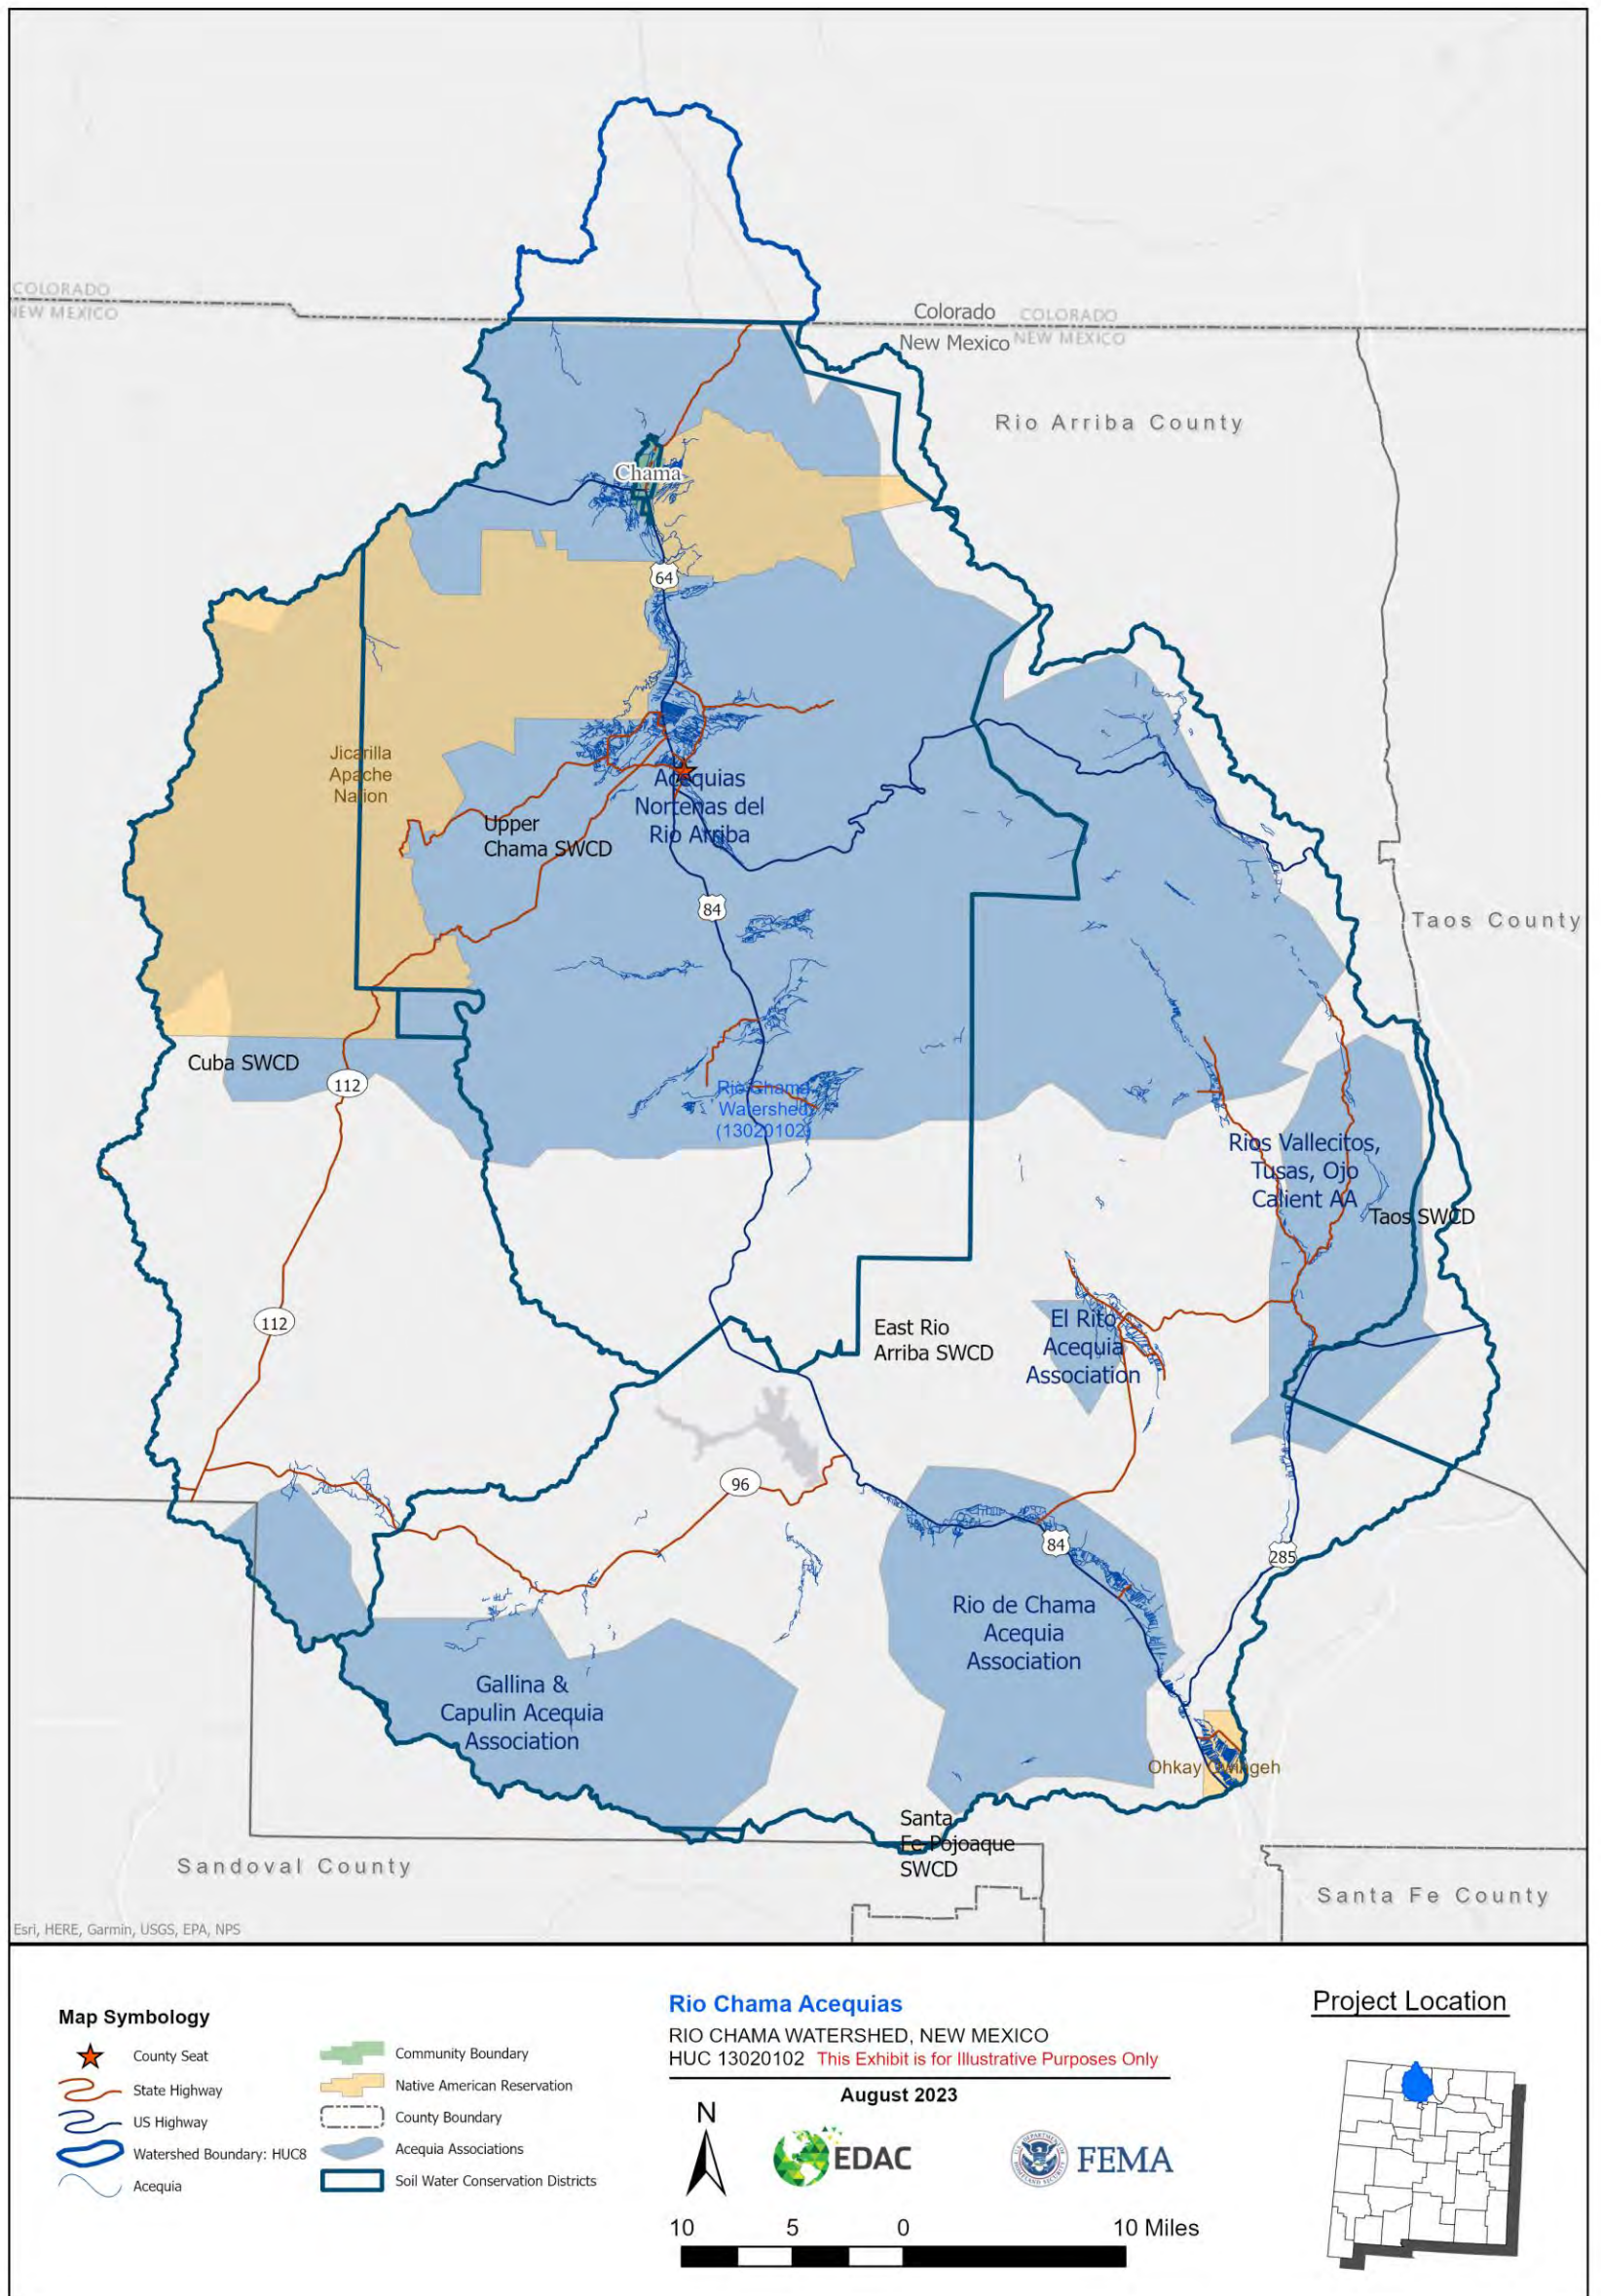 COLORADO
NEW MEXICO
Colorado
New Mexico
COLORADO
NEW MEXICO
Rio Arriba County
Chama
64
Jicarilla
Apache
Nation
Acequias
Nortenas del
Rio Arriba
Upper
Chama SWCD
84
Taos County
Cuba SWCD
112
Rio Chama
Watershed
(13020102)
Rios Vallecitos,
Tusas, Ojo
Calient AA
Taos SWCD
112
East Rio
Arriba SWCD
El Rito
Acequia
Association
96
84
285
Rio de Chama
Acequia
Association
Gallina &
Capulin Acequia
Association
Ohkay Owingeh
Santa
Fe-Pojoaque
SWCD
Sandoval County
Santa Fe County
Esri, HERE, Garmin, USGS, EPA, NPS
Map Symbology
County Seat
State Highway
US Highway
Watershed Boundary: HUC8
Acequia
Community Boundary
Native American Reservation
County Boundary
Acequia Associations
Soil Water Conservation Districts
Rio Chama Acequias
RIO CHAMA WATERSHED, NEW MEXICO
HUC 13020102 This Exhibit is for Illustrative Purposes Only
August 2023
N
EDAC
FEMA
10 5 0 10 Miles
Project Location